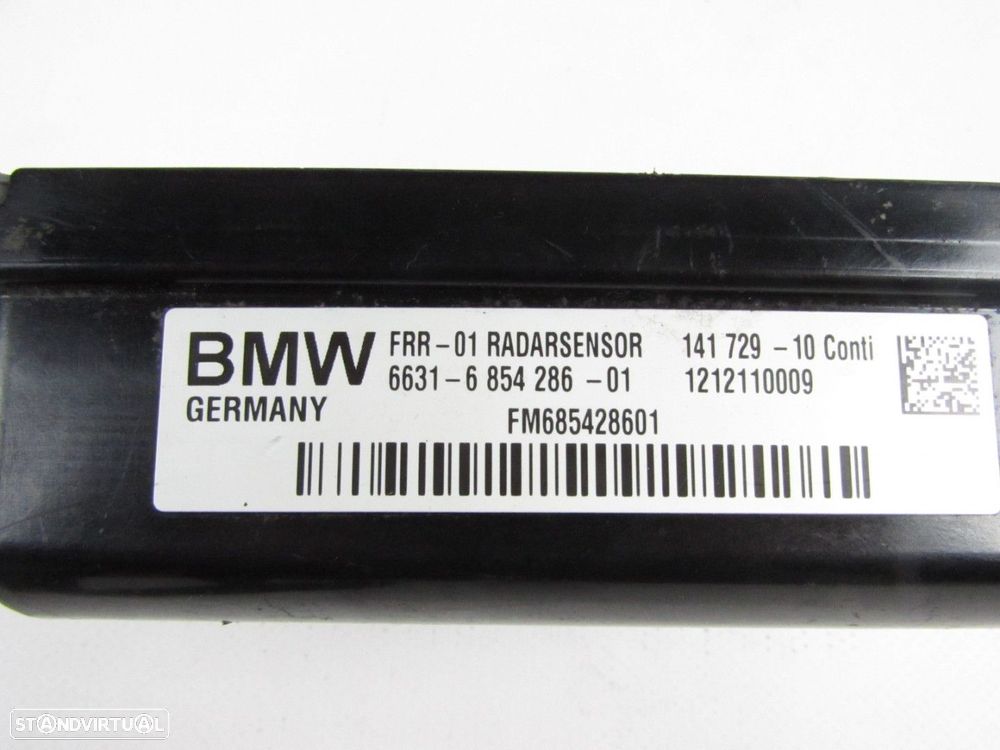 BMW
GERMANY
FRR-01 RADARSENSOR 141 729-10 Conti
6631-6 854 286-01 1212110009
FM685428601
STANDVIRTUAL